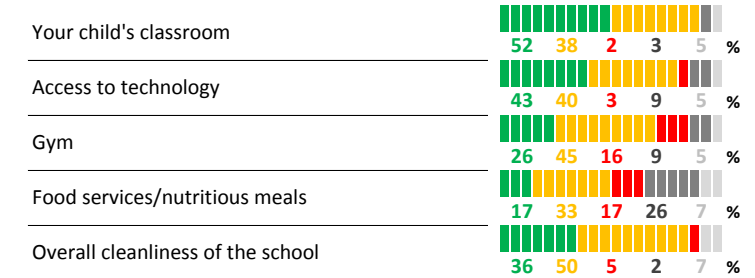 Your child's classroom
52 38 2 3 5 %
Access to technology
43 40 3 9 5 %
Gym
26 45 16 9 5 %
Food services/nutritious meals
17 33 17 26 7 %
Overall cleanliness of the school
36 50 5 2 7 %